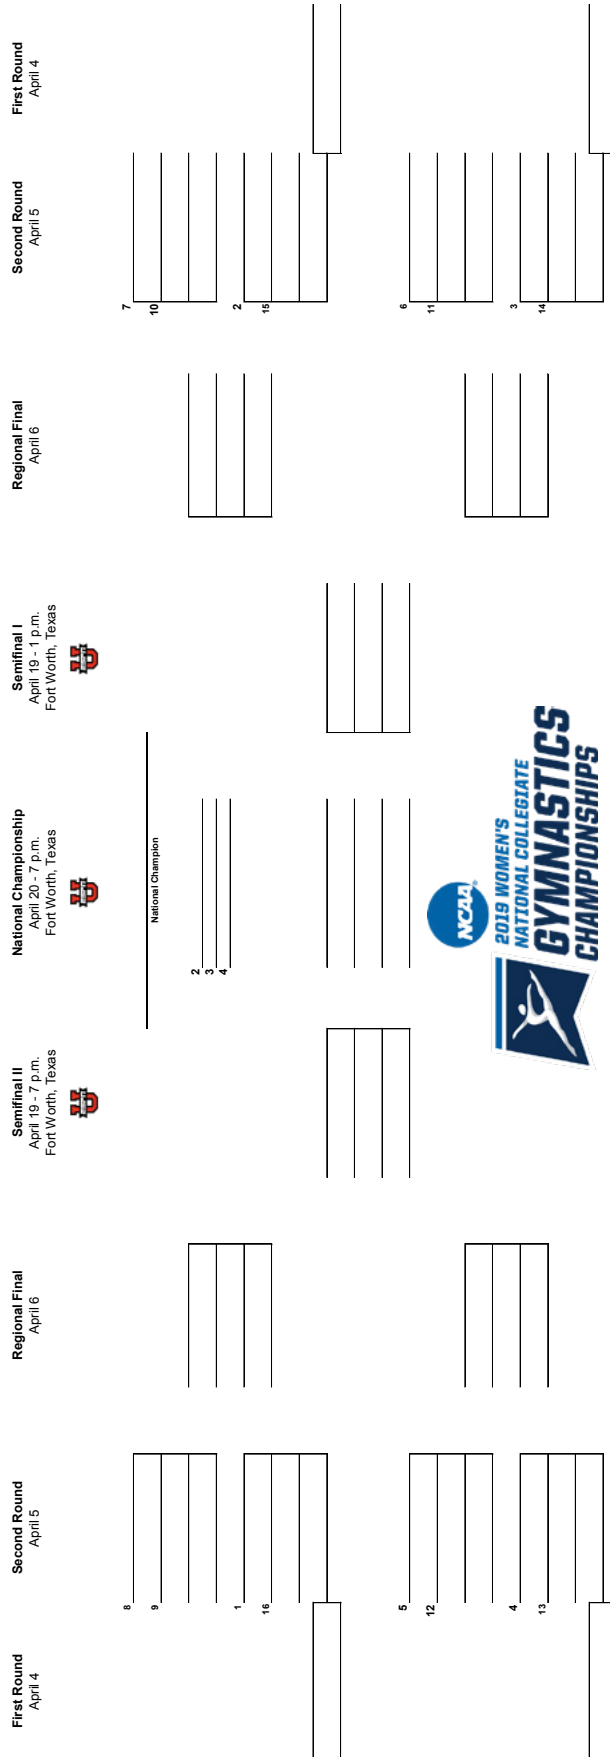 First Round
April 4
Second Round
April 5
Regional Final
April 6
Semifinal II
April 19 - 7 p.m.
Fort Worth, Texas
National Championship
April 20 - 7 p.m.
Fort Worth, Texas
Semifinal I
April 19 - 1 p.m.
Fort Worth, Texas
Regional Final
April 6
Second Round
April 5
First Round
April 4
8
9
1
16
5
12
4
13
National Champion
2
3
4
7
10
2
15
6
11
3
14
NCAA
2019 WOMEN'S
NATIONAL COLLEGIATE
GYMNASTICS
CHAMPIONSHIPS